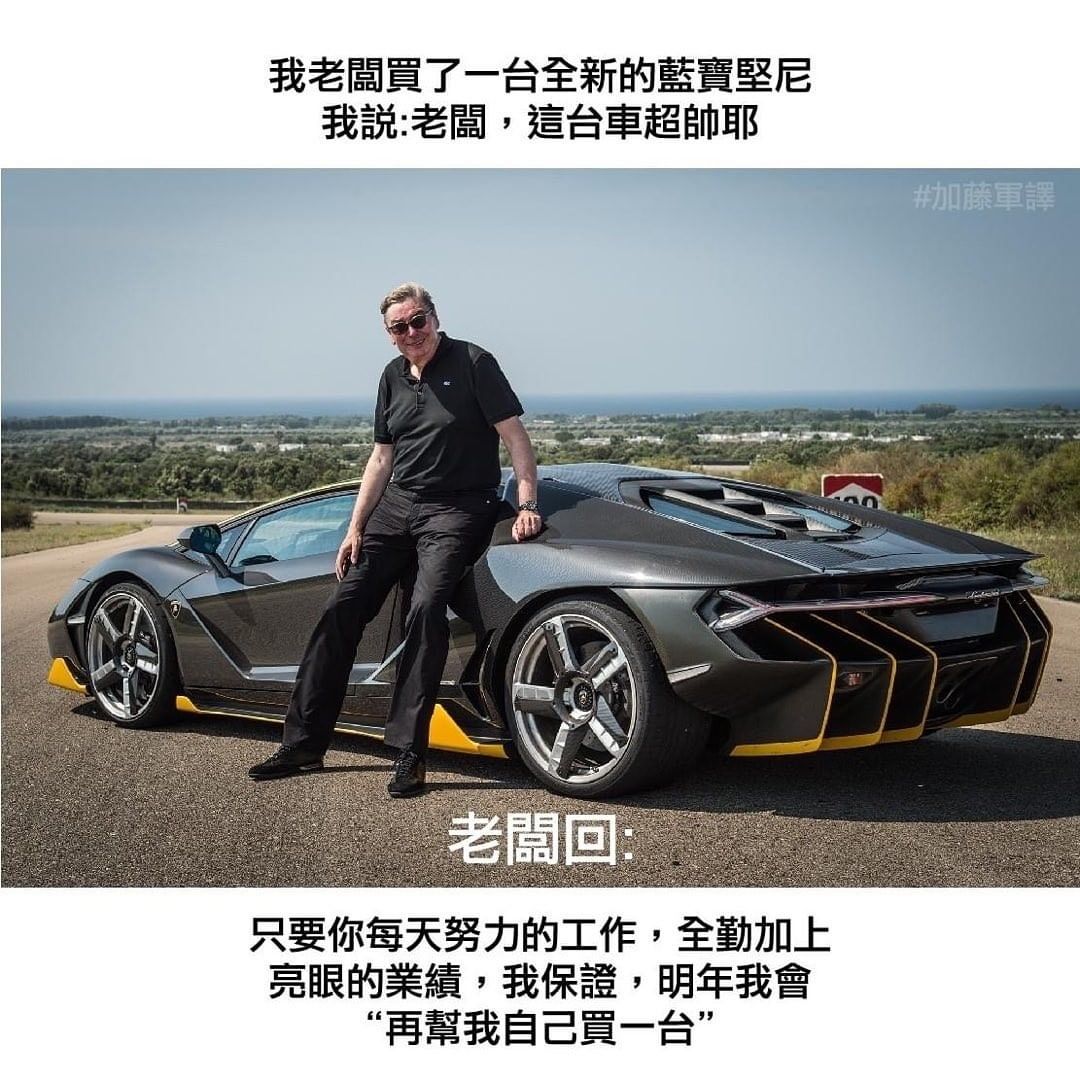 我老闆買了一台全新的藍寶堅尼
我説:老闆，這台車超帥耶
#加藤軍譯
老闆回:
只要你每天努力的工作，全勤加上
亮眼的業績，我保證，明年我會
“再幫我自己買一台”